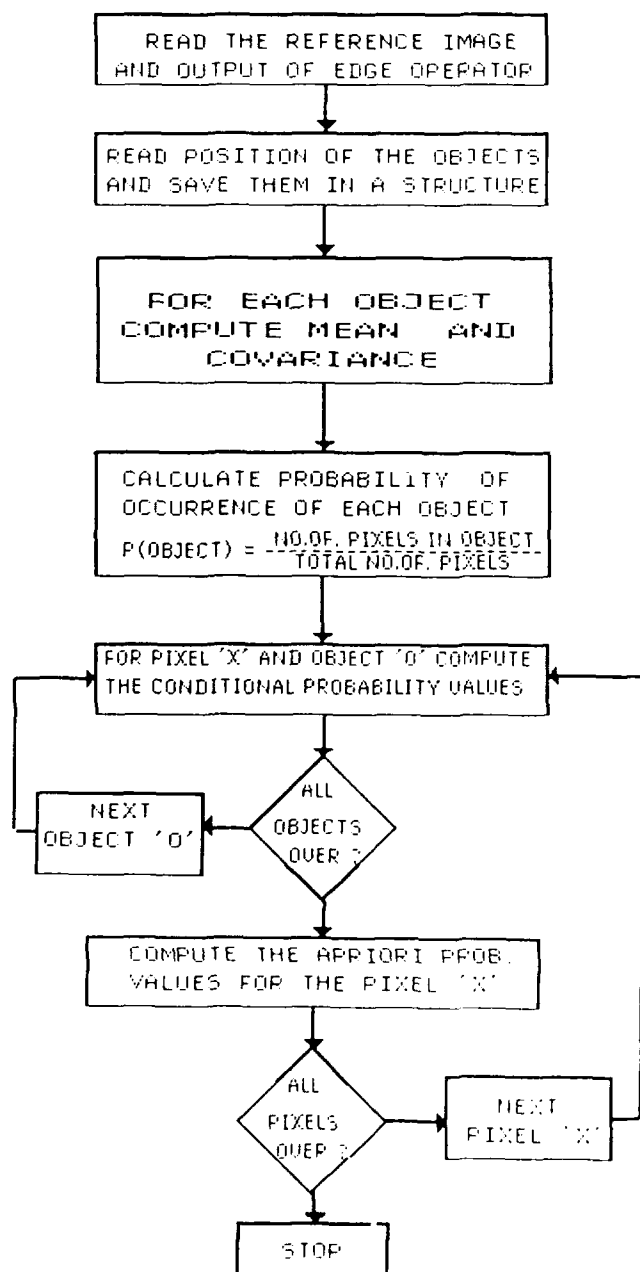 READ THE REFERENCE IMAGE
AND OUTPUT OF EDGE OPERATOR
READ POSITION OF THE OBJECTS
AND SAVE THEM IN A STRUCTURE
FOR EACH OBJECT
COMPUTE MEAN AND
COVARIANCE
CALCULATE PROBABILITY OF
OCCURRENCE OF EACH OBJECT
P(OBJECT) = NO.OF. PIXELS IN OBJECT
TOTAL NO.OF. PIXELS
FOR PIXEL 'X' AND OBJECT 'O' COMPUTE
THE CONDITIONAL PROBABILITY VALUES
ALL
OBJECTS
OVER ?
NEXT
OBJECT 'O'
COMPUTE THE APRIORI PROB.
VALUES FOR THE PIXEL 'X'
ALL
PIXELS
OVER ?
NEXT
PIXEL 'X'
STOP